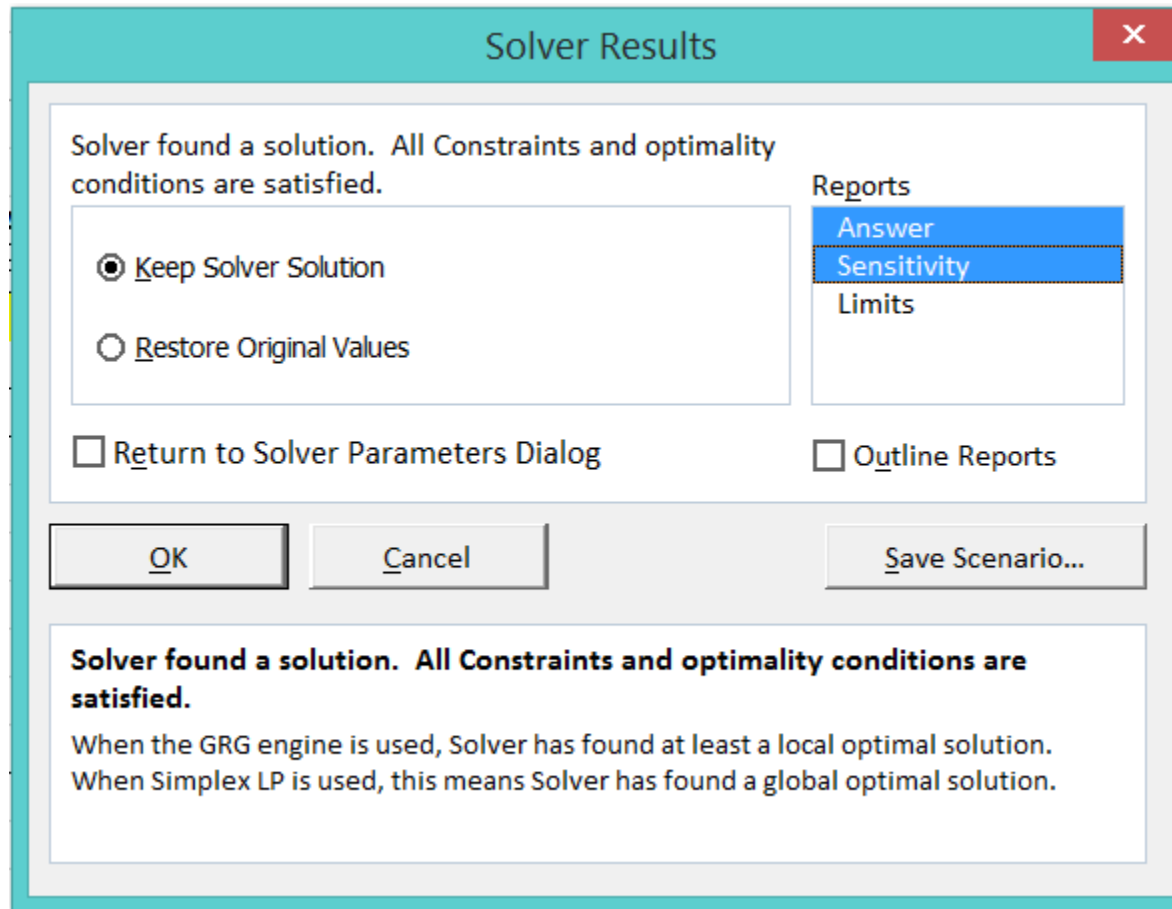 Solver Results
Solver found a solution.  All Constraints and optimality
conditions are satisfied.
Reports
Answer
Keep Solver Solution
Sensitivity
Limits
Restore Original Values
Return to Solver Parameters Dialog
Outline Reports
OK
Cancel
Save Scenario...
Solver found a solution.  All Constraints and optimality conditions are
satisfied.
When the GRG engine is used, Solver has found at least a local optimal solution.
When Simplex LP is used, this means Solver has found a global optimal solution.